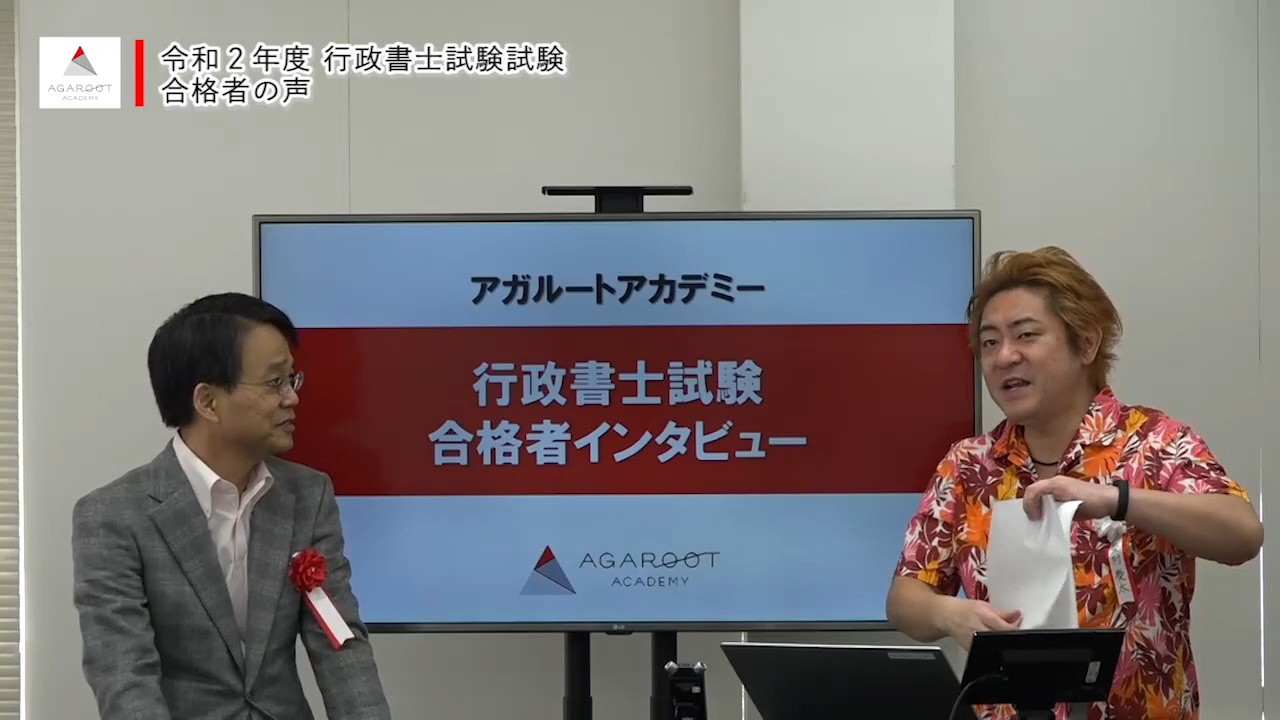 令和２年度 行政書士試験試験
合格者の声
AGAROOT
ACADEMY
アガルートアカデミー
行政書士試験
合格者インタビュー
AGAROOT
ACADEMY
LG